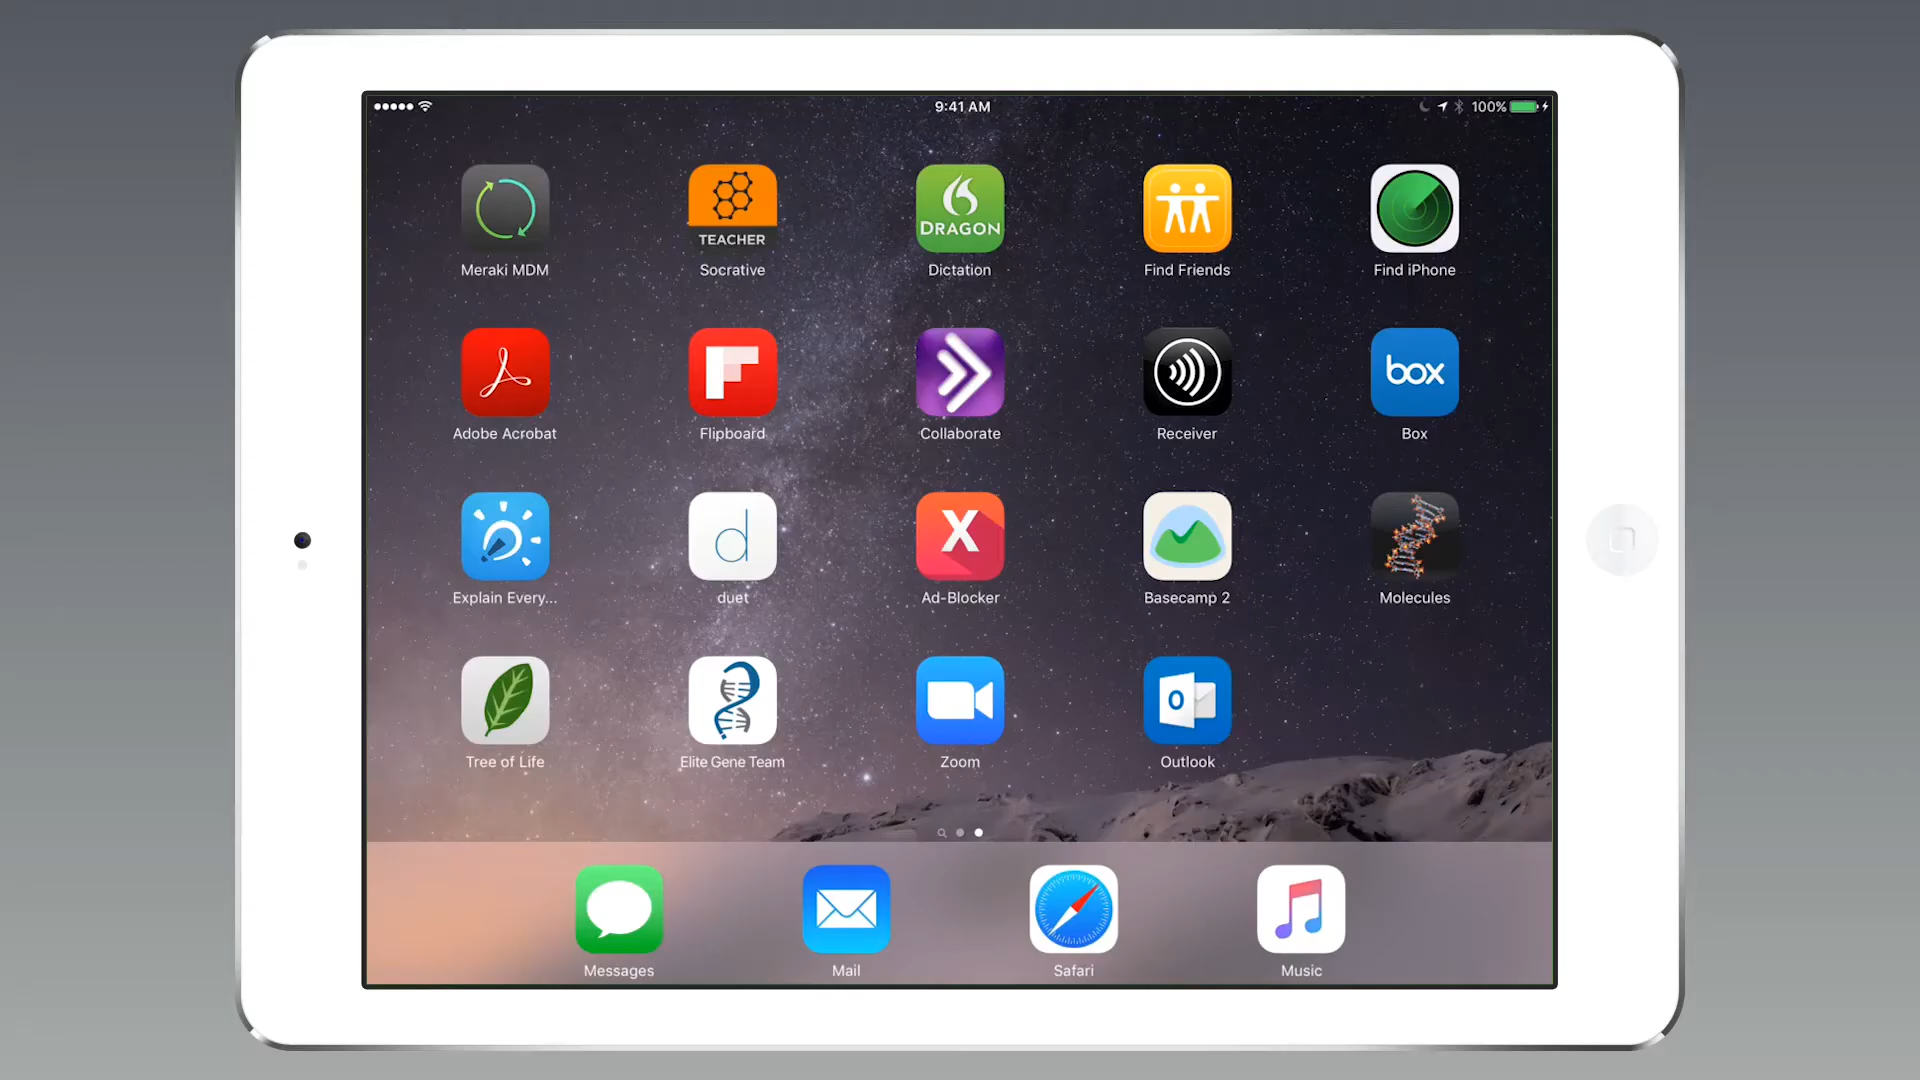 9:41 AM
100%
TEACHER
DRAGON
Meraki MDM
Socrative
Dictation
Find Friends
Find iPhone
box
Adobe Acrobat
Flipboard
Collaborate
Receiver
Box
d
X
Explain Every...
duet
Ad-Blocker
Basecamp 2
Molecules
O
Tree of Life
Elite Gene Team
Zoom
Outlook
Messages
Mail
Safari
Music